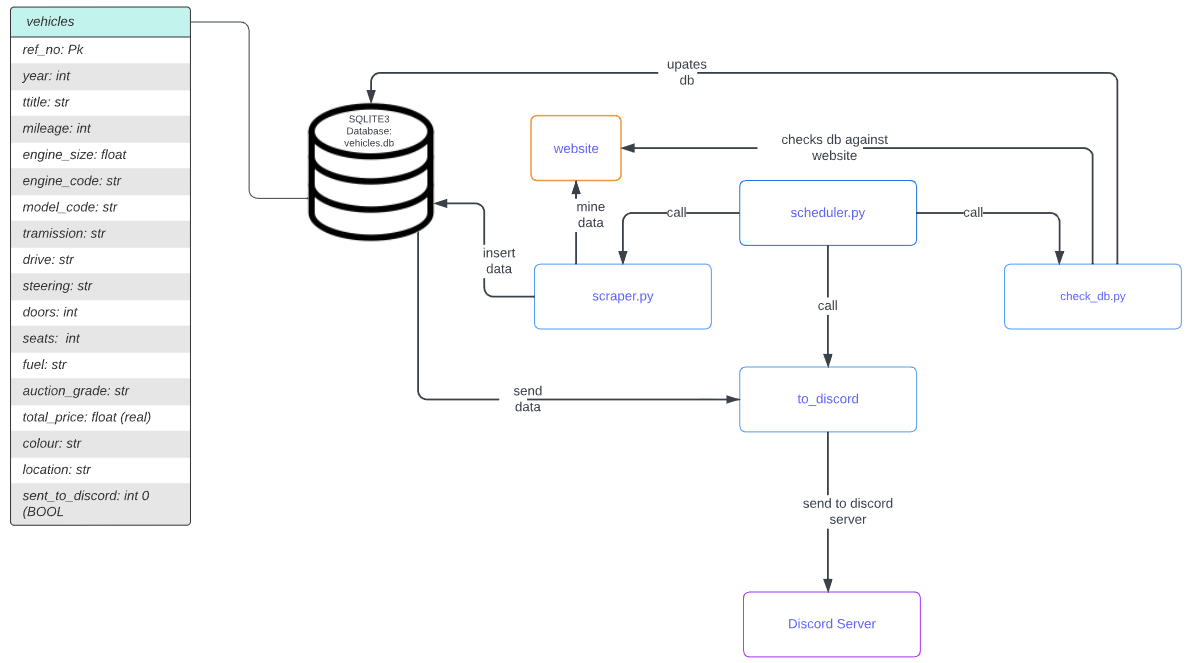 vehicles
ref_no: Pk
year: int
ttitle: str
mileage: int
engine_size: float
engine_code: str
model_code: str
tramission: str
drive: str
steering: str
doors: int
seats:  int
fuel: str
auction_grade: str
total_price: float (real)
colour: str
location: str
sent_to_discord: int 0
(BOOL
SQLITE3
Database:
vehicles.db
upates
db
website
checks db against
website
mine
data
scheduler.py
call
call
insert
data
scraper.py
check_db.py
call
send
data
to_discord
send to discord
server
Discord Server